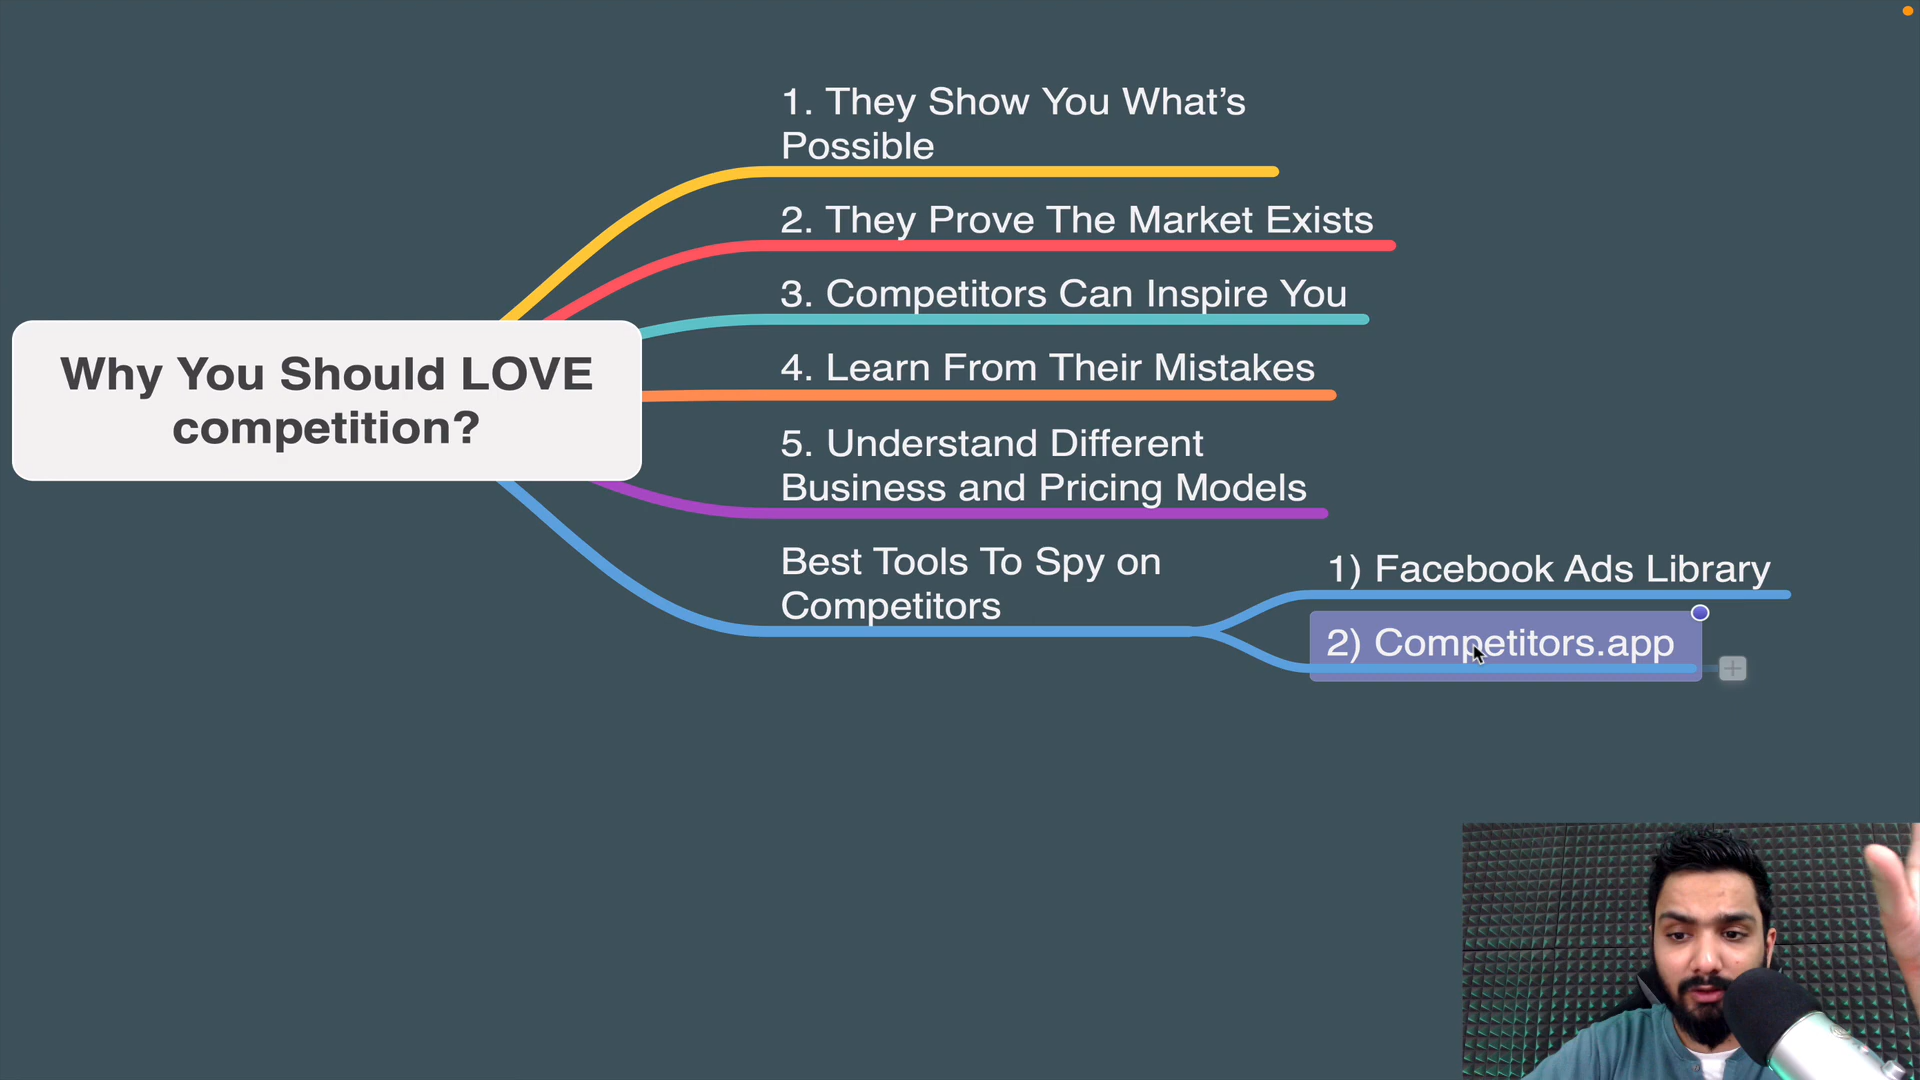 Why You Should LOVE
competition?
1. They Show You What’s
Possible
2. They Prove The Market Exists
3. Competitors Can Inspire You
4. Learn From Their Mistakes
5. Understand Different
Business and Pricing Models
Best Tools To Spy on
Competitors
1) Facebook Ads Library
2) Competitors.app